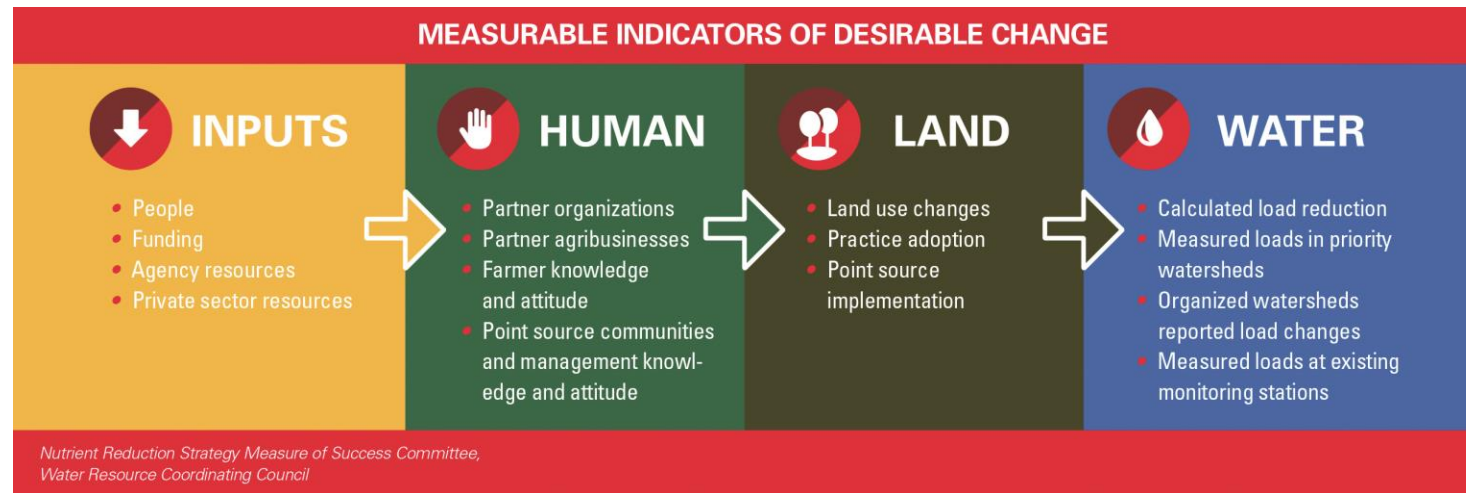 MEASURABLE INDICATORS OF DESIRABLE CHANGE
INPUTS
• People
• Funding
• Agency resources
• Private sector resources
HUMAN
• Partner organizations
• Partner agribusinesses
• Farmer knowledge
and attitude
• Point source communities
and management knowl-
edge and attitude
LAND
• Land use changes
• Practice adoption
• Point source
implementation
WATER
• Calculated load reduction
• Measured loads in priority
watersheds
• Organized watersheds
reported load changes
• Measured loads at existing
monitoring stations
Nutrient Reduction Strategy Measure of Success Committee,
Water Resource Coordinating Council